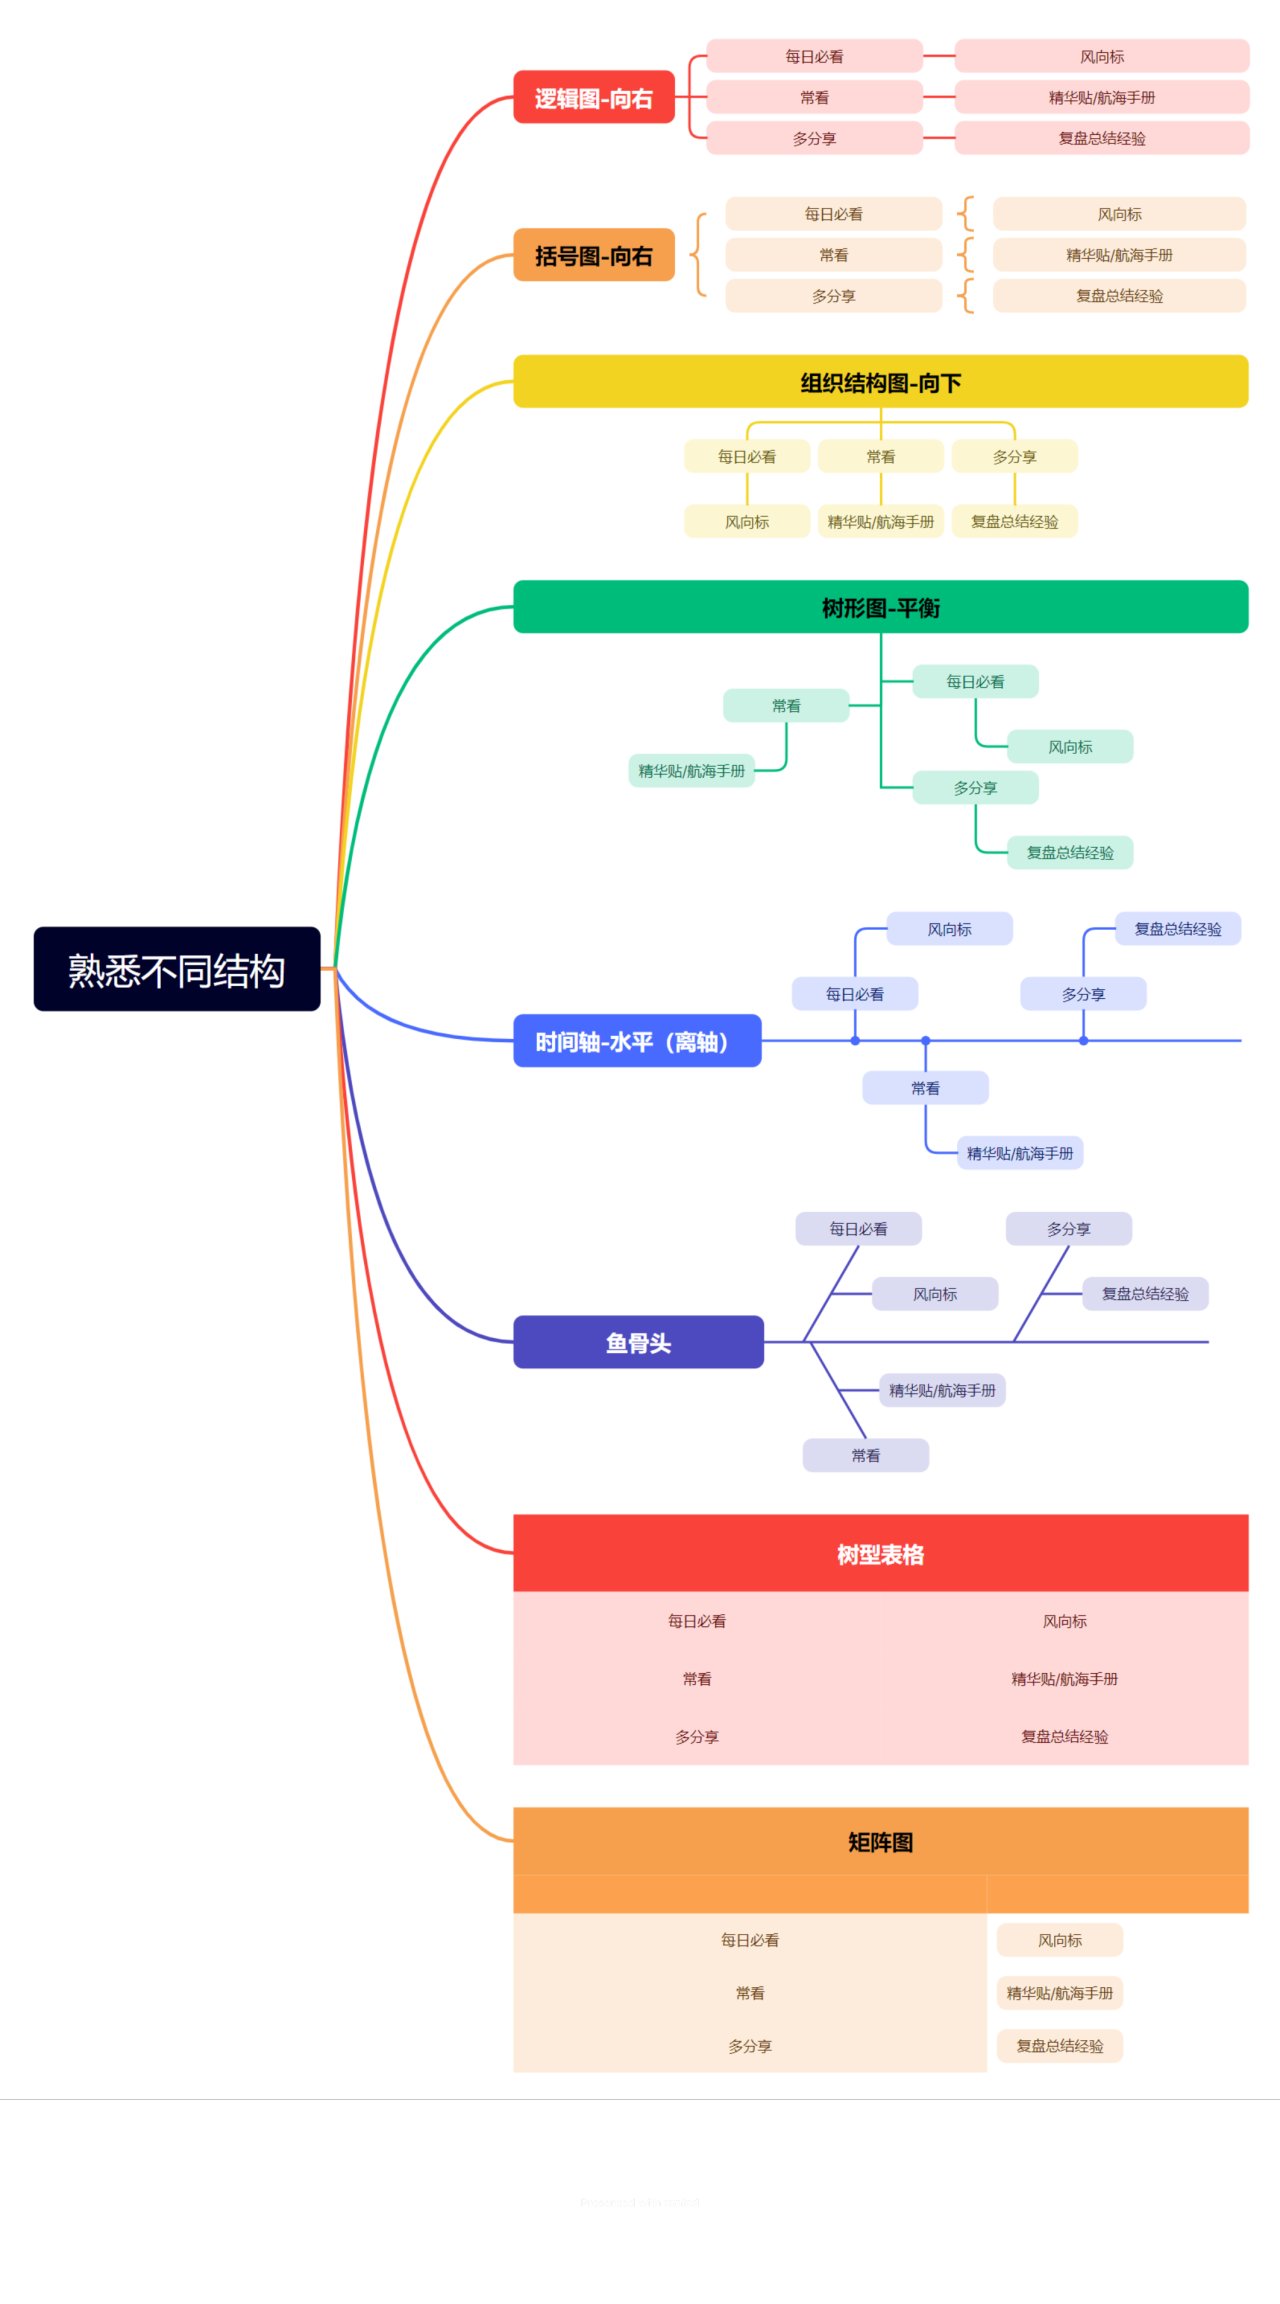 逻辑图-向右
每日必看
风向标
常看
精华贴/航海手册
多分享
复盘总结经验
括号图-向右
每日必看
风向标
常看
精华贴/航海手册
多分享
复盘总结经验
组织结构图-向下
每日必看
常看
多分享
风向标
精华贴/航海手册
复盘总结经验
树形图-平衡
每日必看
常看
风向标
精华贴/航海手册
多分享
复盘总结经验
熟悉不同结构
风向标
复盘总结经验
每日必看
多分享
时间轴-水平（离轴）
常看
精华贴/航海手册
每日必看
多分享
风向标
复盘总结经验
鱼骨头
精华贴/航海手册
常看
树型表格
每日必看
风向标
常看
精华贴/航海手册
多分享
复盘总结经验
矩阵图
每日必看
风向标
常看
精华贴/航海手册
多分享
复盘总结经验